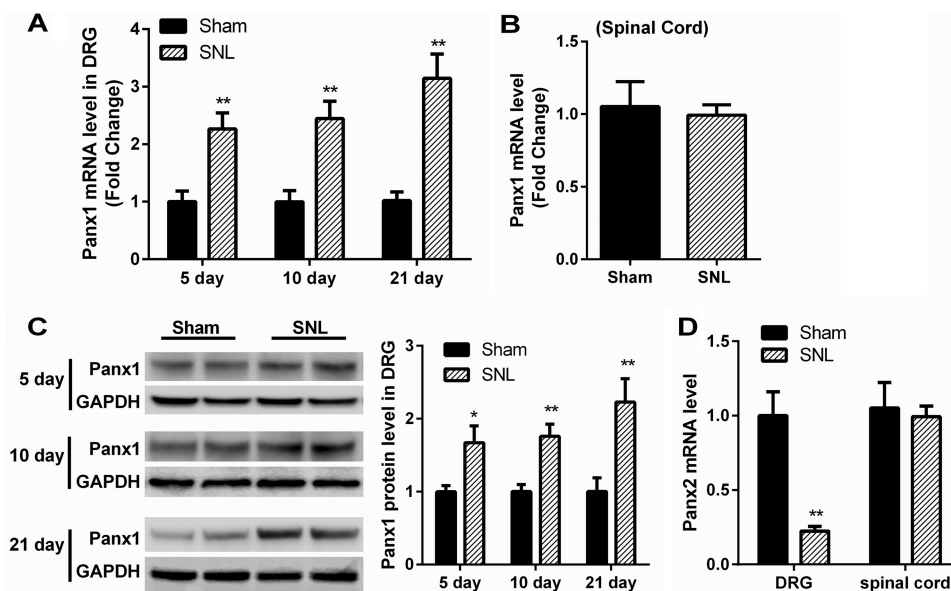 A
Panx1 mRNA level in DRG
(Fold Change)
4
3
2
1
0
Sham
SNL
**
**
**
5 day
10 day
21 day
B
(Spinal Cord)
Panx1 mRNA level
(Fold Change)
1.5
1.0
0.5
0.0
Sham
SNL
C
Sham
SNL
5 day
Panx1
GAPDH
10 day
Panx1
GAPDH
21 day
Panx1
GAPDH
Panx1 protein level in DRG
3
2
1
0
Sham
SNL
*
**
**
5 day
10 day
21 day
D
Panx2 mRNA level
1.5
1.0
0.5
0.0
Sham
SNL
**
DRG
spinal cord